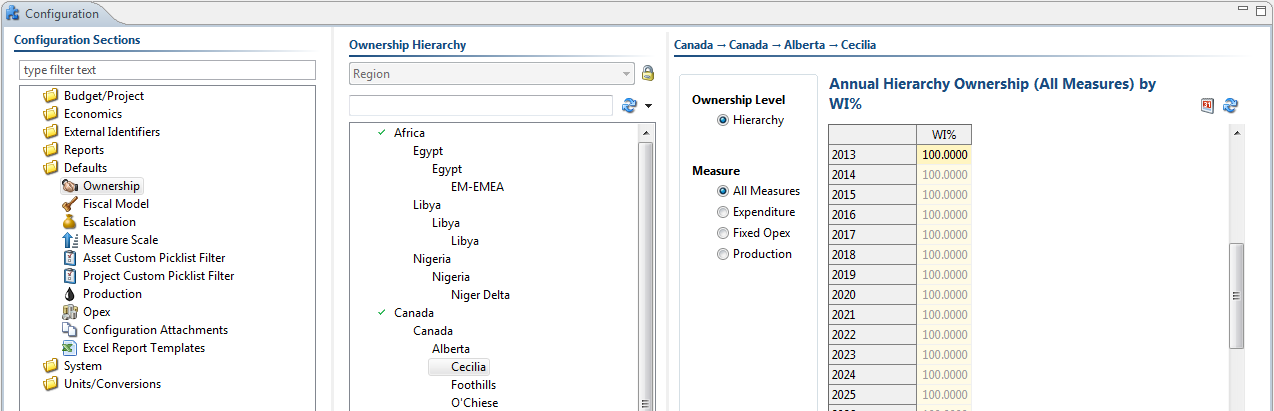 Configuration
Configuration Sections
type filter text
Budget/Project
Economics
External Identifiers
Reports
Defaults
Ownership
Fiscal Model
Escalation
Measure Scale
Asset Custom Picklist Filter
Project Custom Picklist Filter
Production
Opex
Configuration Attachments
Excel Report Templates
System
Units/Conversions
Ownership Hierarchy
Region
Africa
Egypt
Egypt
EM-EMEA
Libya
Libya
Libya
Nigeria
Nigeria
Niger Delta
Canada
Canada
Alberta
Cecilia
Foothills
O'Chiese
Canada → Canada → Alberta → Cecilia
Ownership Level
Hierarchy
Measure
All Measures
Expenditure
Fixed Opex
Production
Annual Hierarchy Ownership (All Measures) by
WI%
31
WI%
2013 100.0000
2014 100.0000
2015 100.0000
2016 100.0000
2017 100.0000
2018 100.0000
2019 100.0000
2020 100.0000
2021 100.0000
2022 100.0000
2023 100.0000
2024 100.0000
2025 100.0000